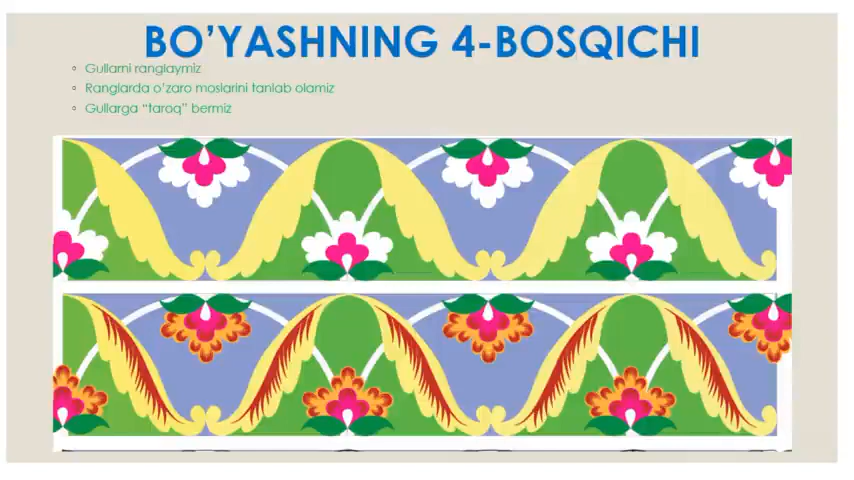 BO’YASHNING 4-BOSQICHI
Gullarni ranglaymiz
Ranglarda o’zaro moslarini tanlab olamiz
Gullarga “taroq” bermiz